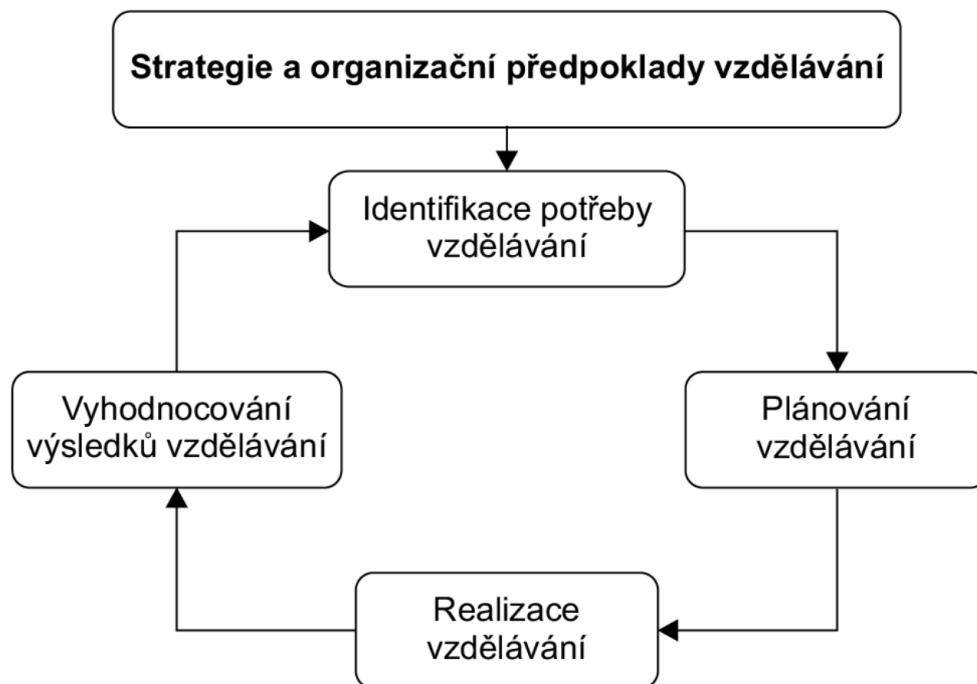 Strategie a organizační předpoklady vzdělávání
Identifikace potřeby
vzdělávání
Vyhodnocování
výsledků vzdělávání
Plánování
vzdělávání
Realizace
vzdělávání